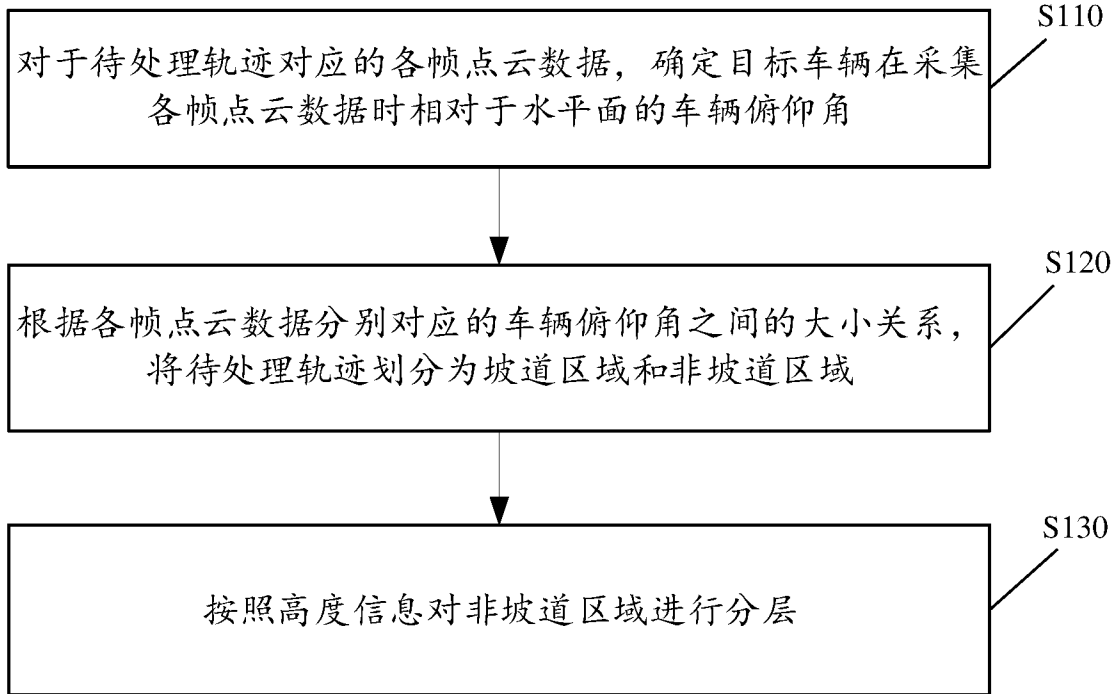 S110
对于待处理轨迹对应的各帧点云数据，确定目标车辆在采集
各帧点云数据时相对于水平面的车辆俯仰角
S120
根据各帧点云数据分别对应的车辆俯仰角之间的大小关系，
将待处理轨迹划分为坡道区域和非坡道区域
S130
按照高度信息对非坡道区域进行分层